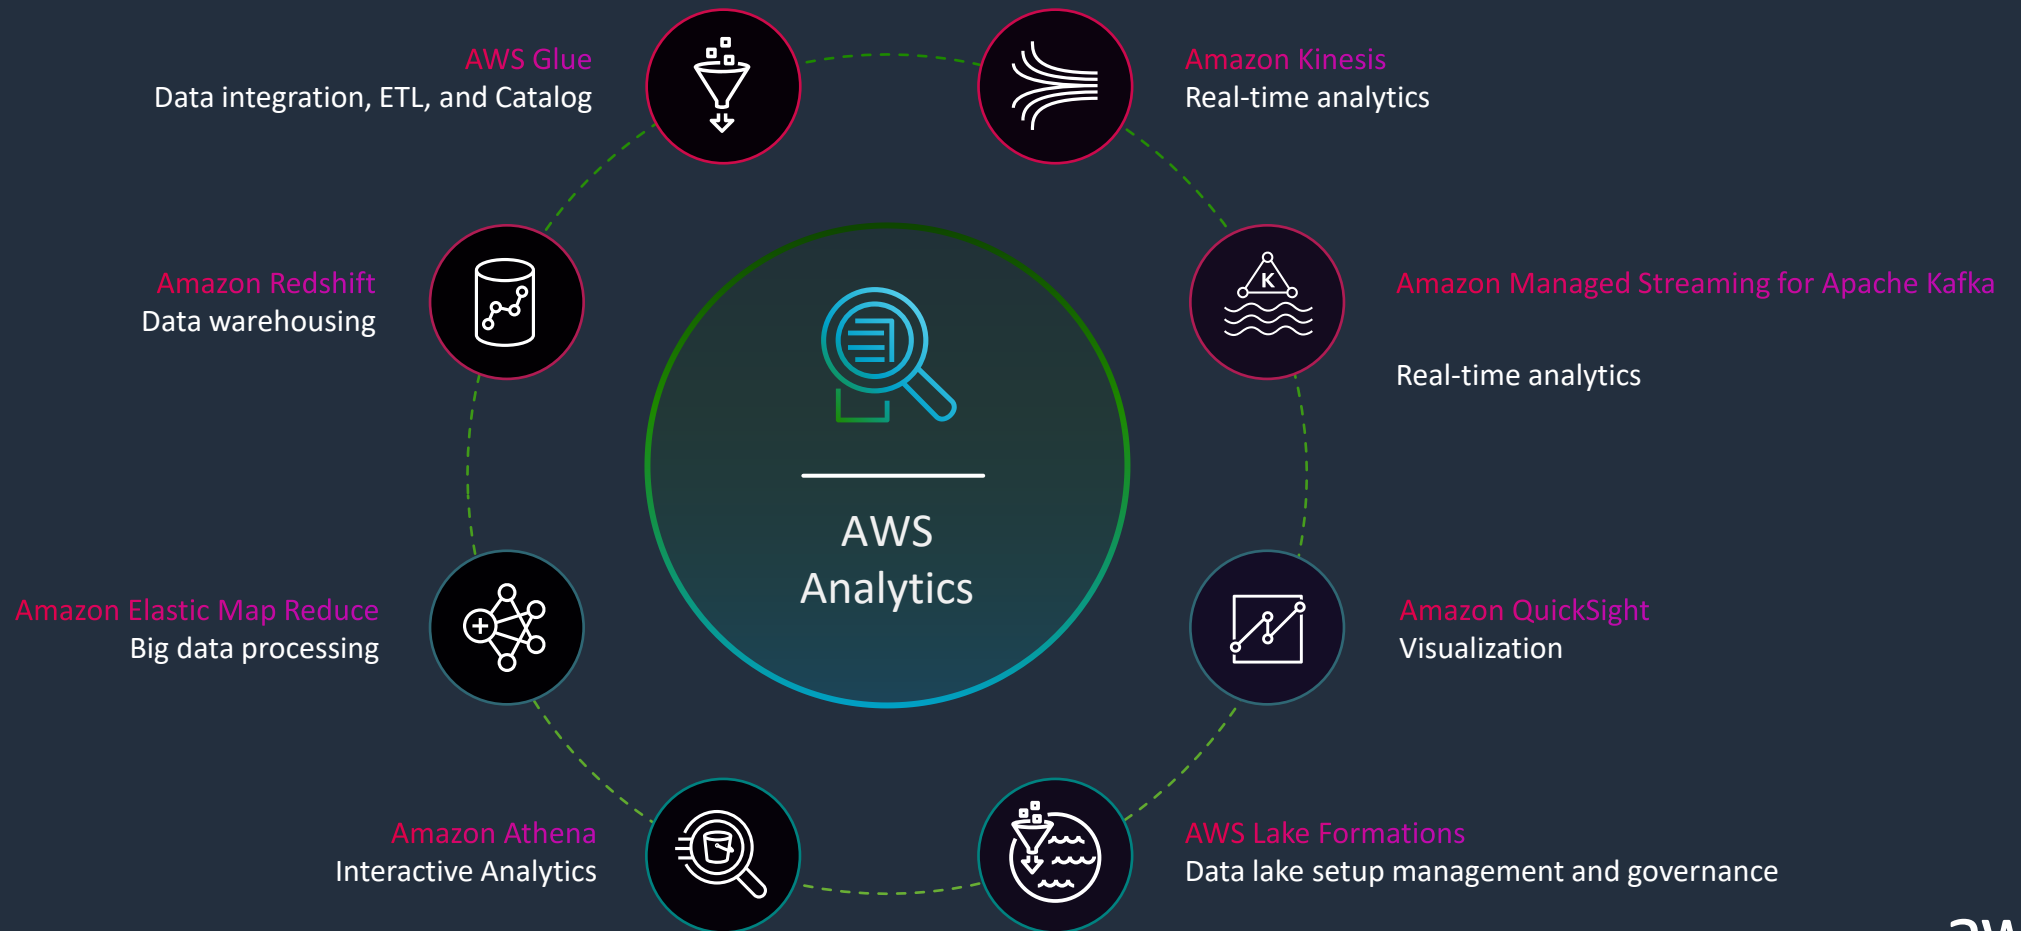 AWS Glue
Data integration, ETL, and Catalog
Amazon Kinesis
Real-time analytics
Amazon Redshift
Data warehousing
K
Amazon Managed Streaming for Apache Kafka
Real-time analytics
AWS
Analytics
Amazon Elastic Map Reduce
Big data processing
Amazon QuickSight
Visualization
Amazon Athena
Interactive Analytics
AWS Lake Formations
Data lake setup management and governance